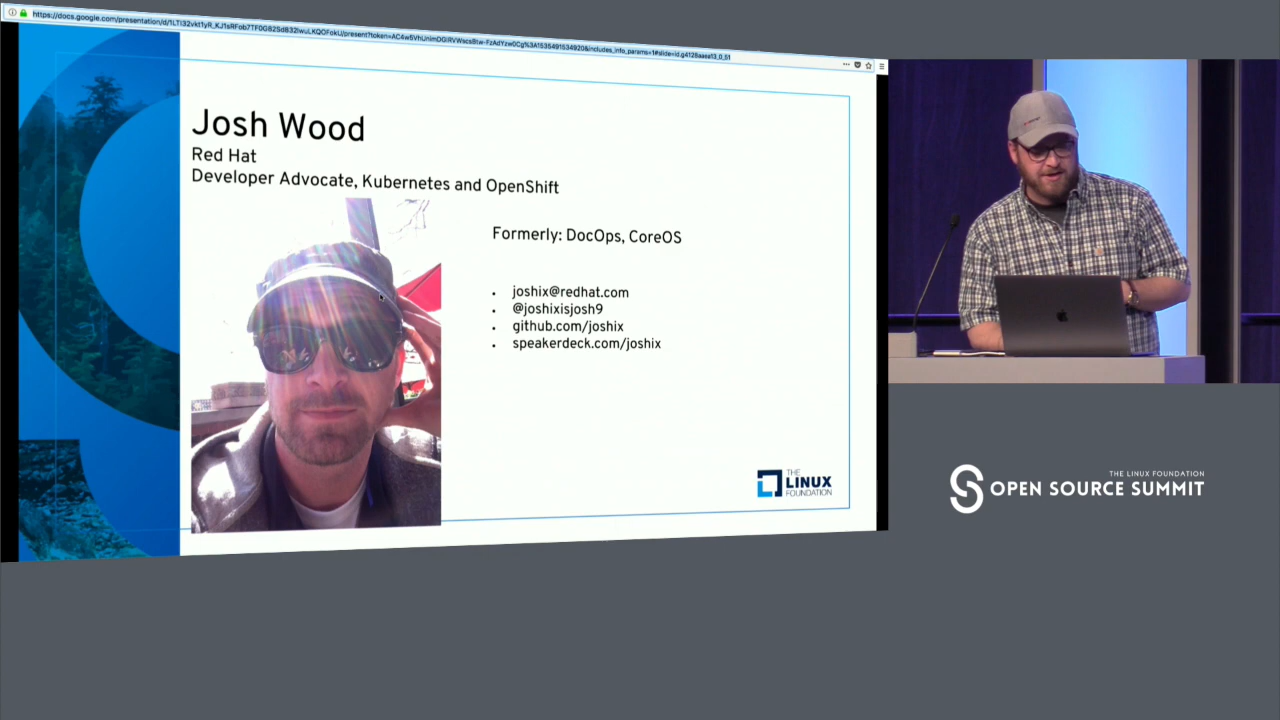 Josh Wood
Red Hat
Developer Advocate, Kubernetes and OpenShift
Formerly: DocOps, CoreOS
joshix@redhat.com
@joshixisjosh9
github.com/joshix
speakerdeck.com/joshix
THE
LINUX
FOUNDATION
THE LINUX FOUNDATION
OPEN SOURCE SUMMIT